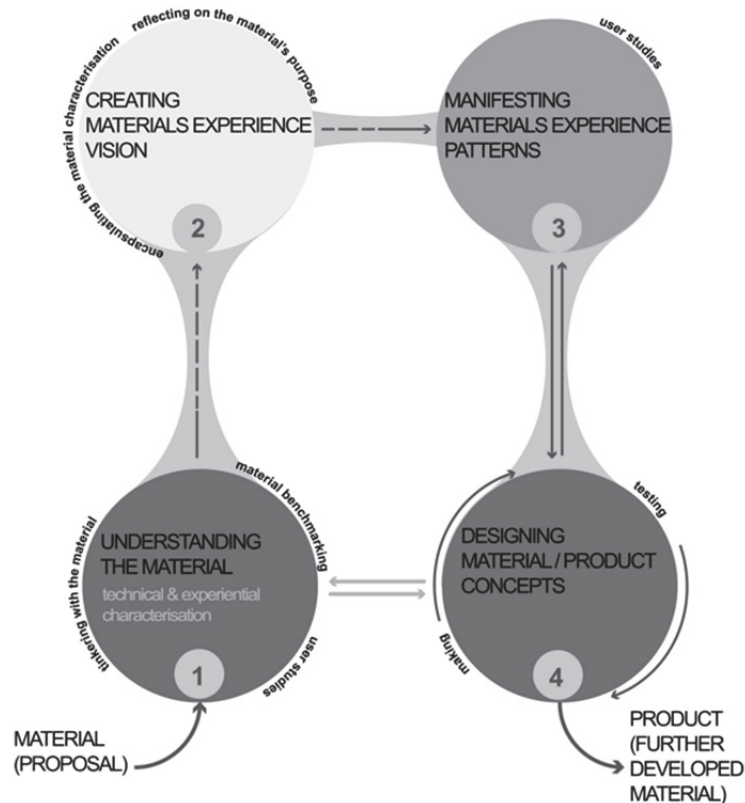 reflecting on the material's purpose
encapsulating the material characterisation
CREATING
MATERIALS EXPERIENCE
VISION
2
user studies
MANIFESTING
MATERIALS EXPERIENCE
PATTERNS
3
tinkering with the material
material benchmarking
user studies
UNDERSTANDING
THE MATERIAL
technical & experiential
characterisation
1
MATERIAL
(PROPOSAL)
testing
making
DESIGNING
MATERIAL / PRODUCT
CONCEPTS
4
PRODUCT
(FURTHER
DEVELOPED
MATERIAL)